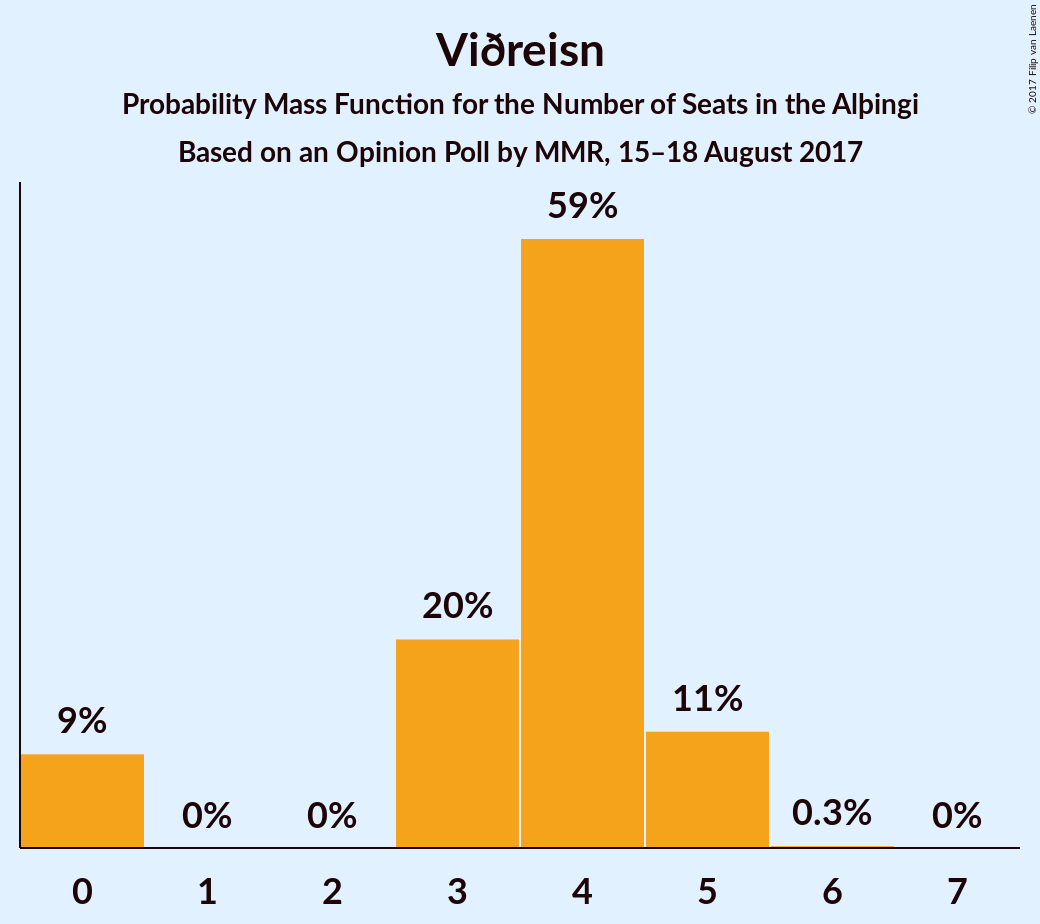 Viðreisn
Probability Mass Function for the Number of Seats in the Alþingi
Based on an Opinion Poll by MMR, 15–18 August 2017
© 2017 Filip van Laenen
59%
20%
11%
9%
0%
0%
0.3%
0%
0 1 2 3 4 5 6 7